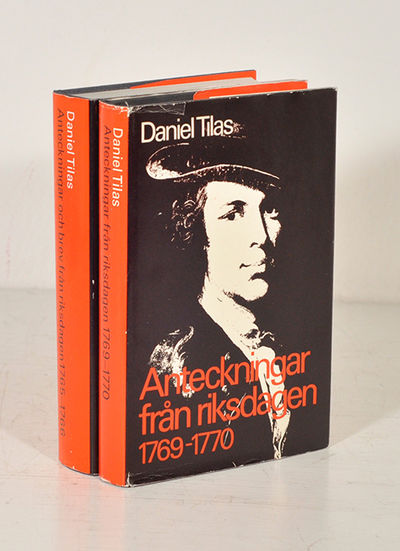 Daniel Tilas
Anteckningar och brev från riksdagen 1765-1766
Daniel Tilas
Anteckningar från riksdagen 1769-1770
Daniel Tilas
Anteckningar
från riksdagen
1769-1770